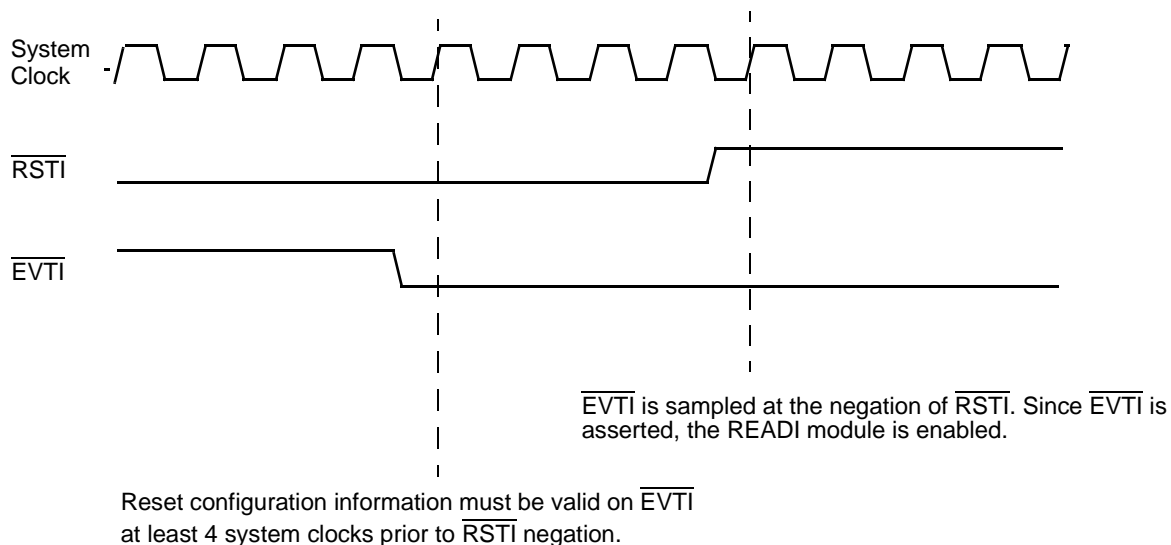 System
Clock
RSTI
EVTI
EVTI is sampled at the negation of RSTI. Since EVTI is
asserted, the READI module is enabled.
Reset configuration information must be valid on EVTI
at least 4 system clocks prior to RSTI negation.